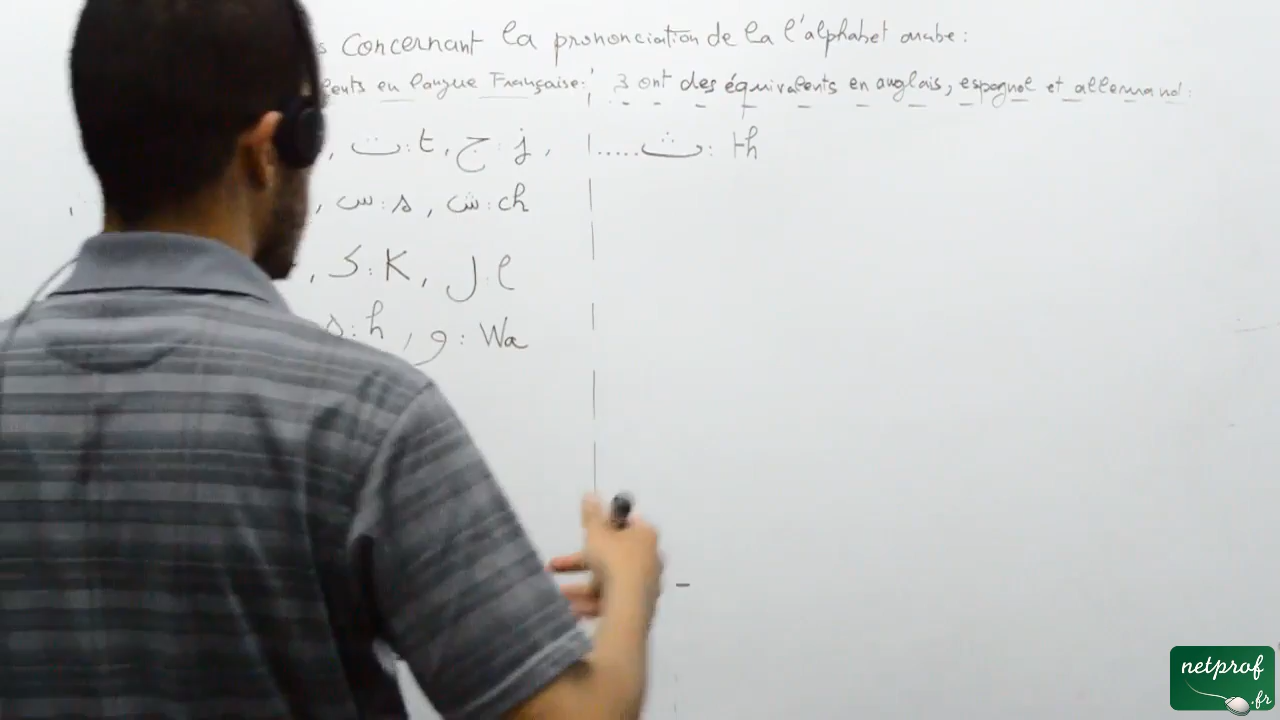 concernant la prononciation de la l'alphabet arabe :
en langue Française. 3 ont des équivalents en anglais, espagnol et allemand :
, ت : t , ج : j , ..... ث : th
, س : s , ش : ch
, ک : K , ل : l
ه : h , و : Wa
netprof
.fr